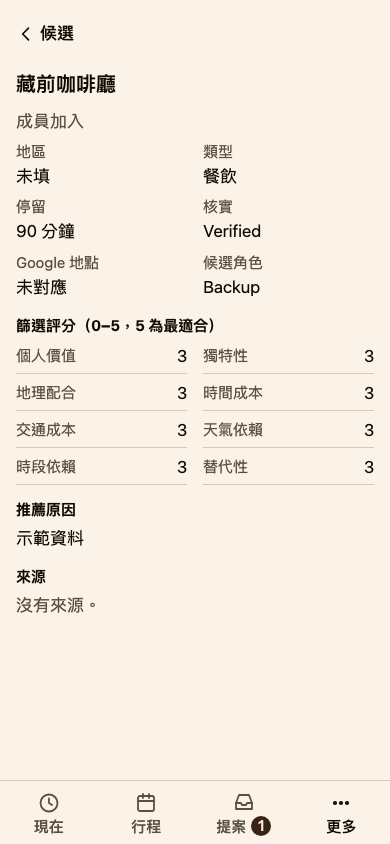 候選
藏前咖啡廳
成員加入
地區 類型
未填 餐飲
停留 核實
90 分鐘 Verified
Google 地點 候選角色
未對應 Backup
篩選評分（0–5，5 為最適合）
個人價值 3 獨特性 3
地理配合 3 時間成本 3
交通成本 3 天氣依賴 3
時段依賴 3 替代性 3
推薦原因
示範資料
來源
沒有來源。
現在 行程 提案 1 更多